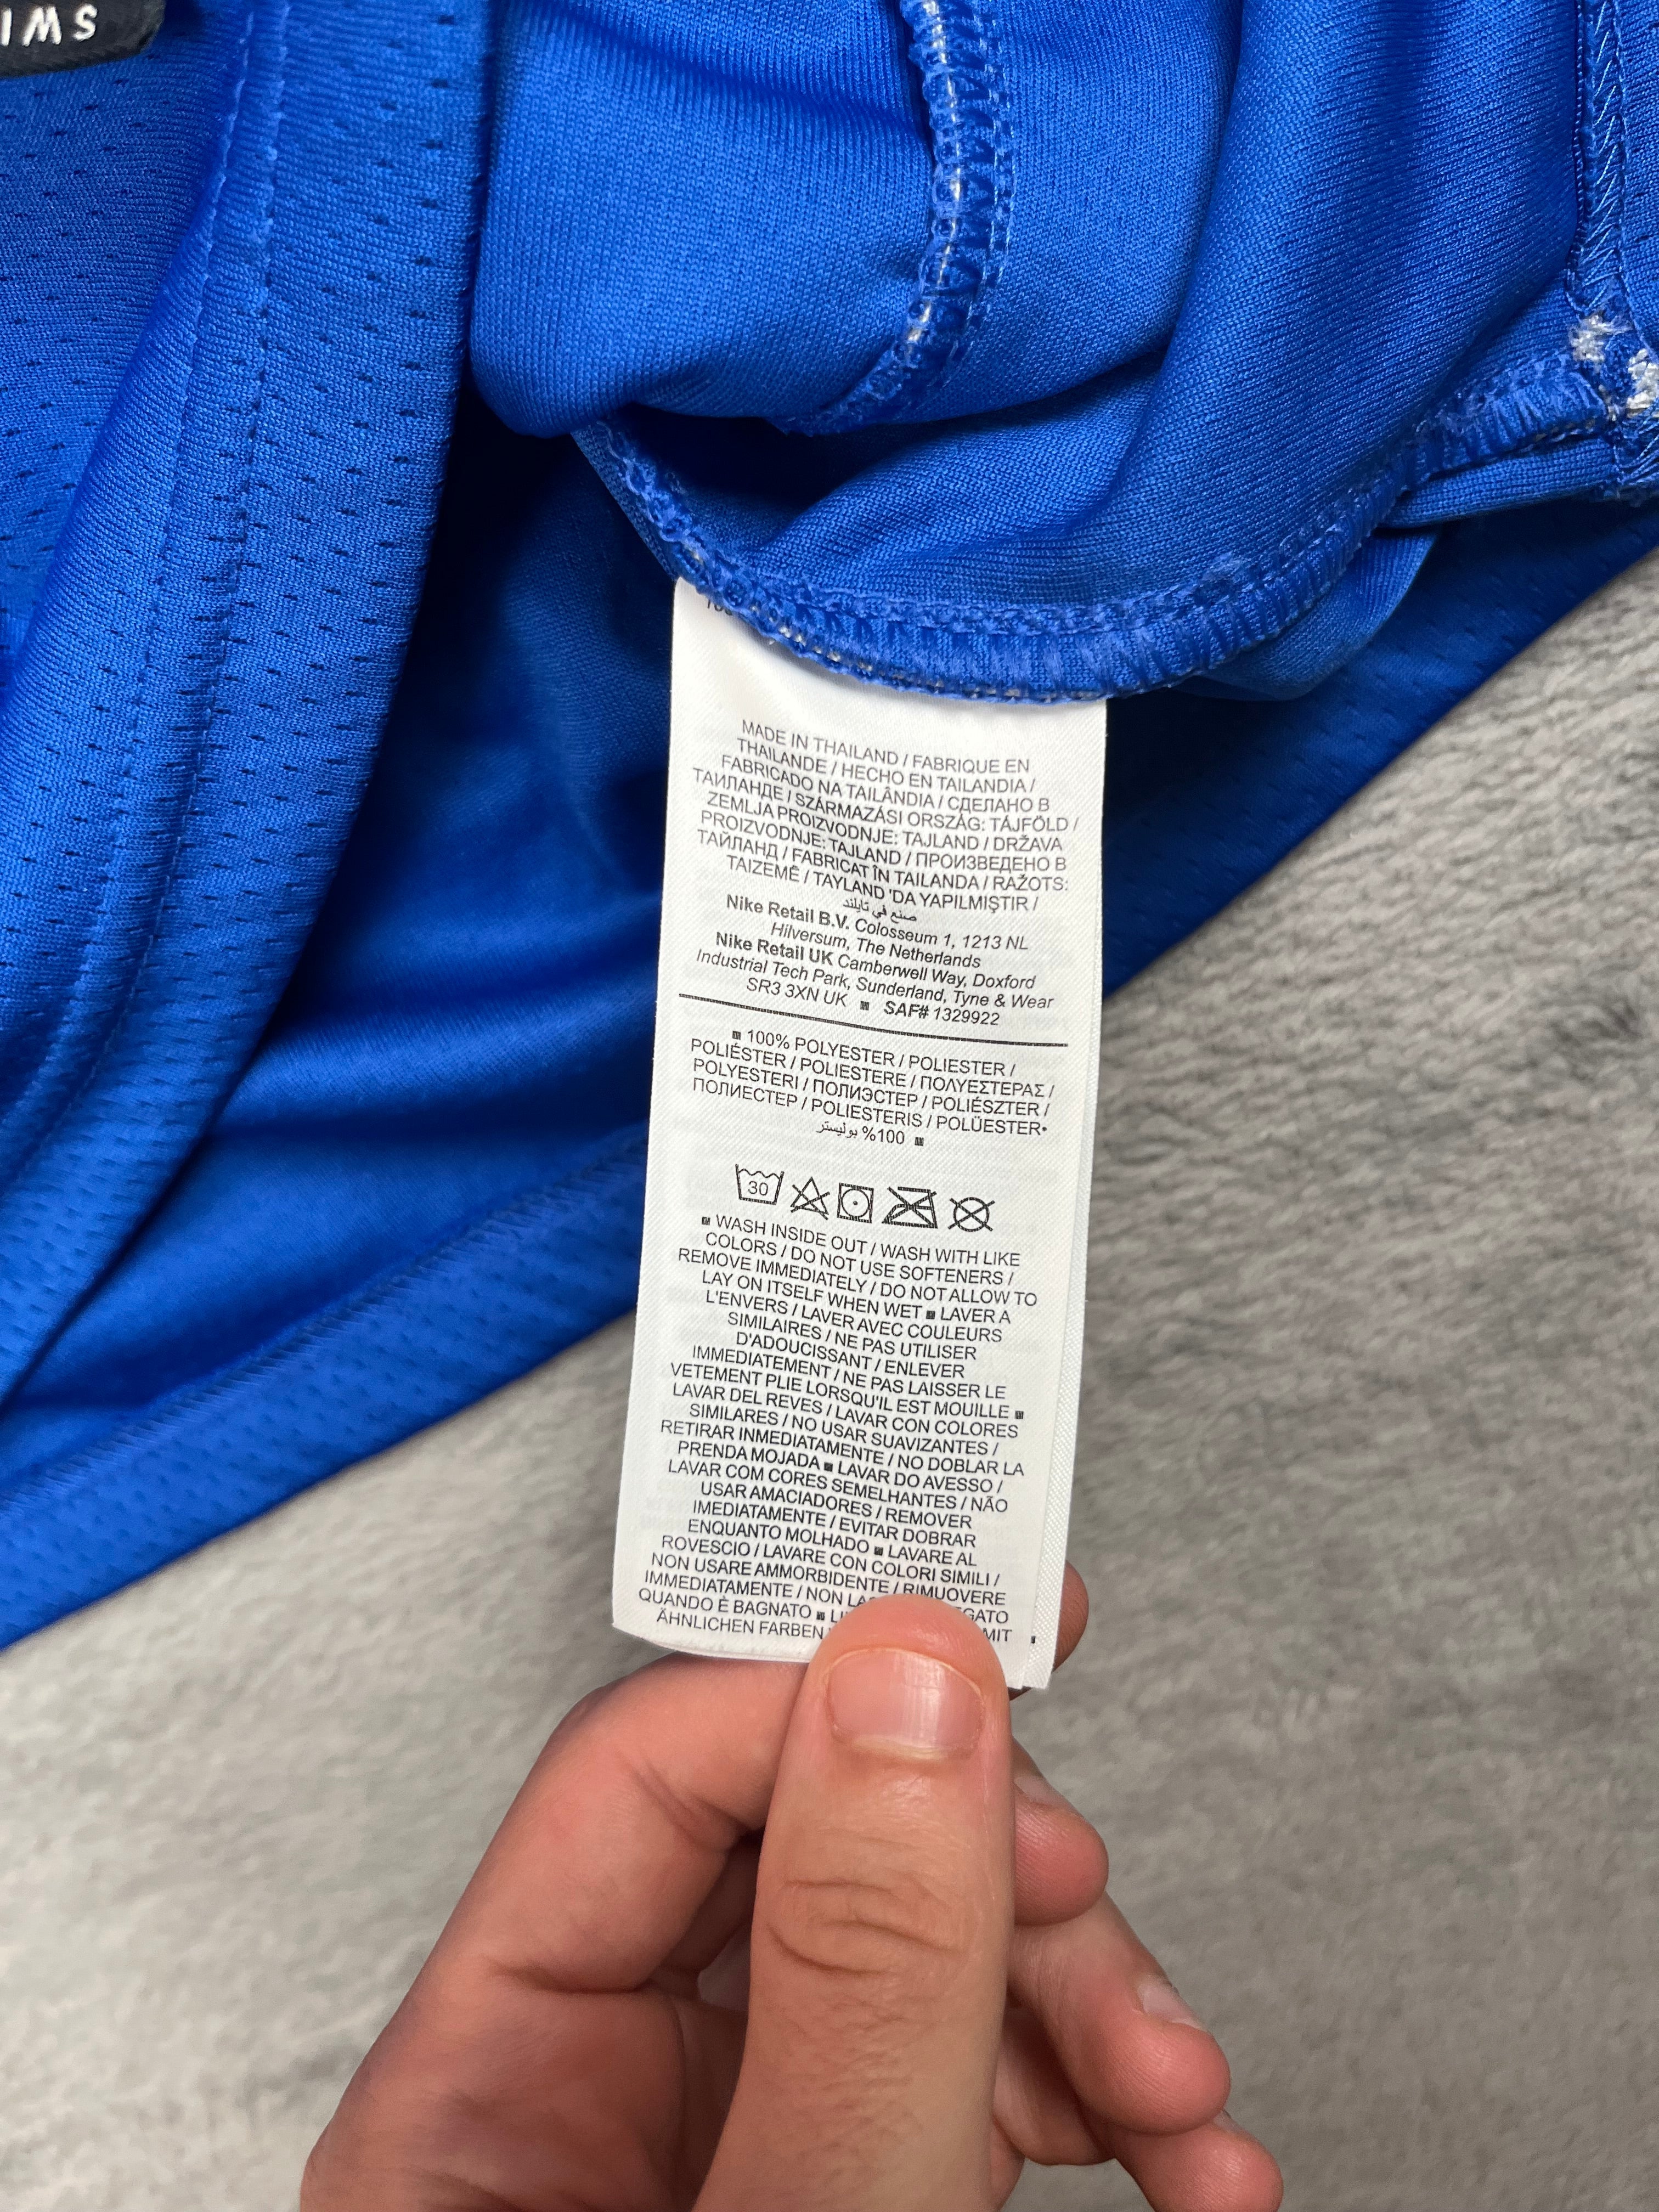 SWI
MADE IN THAILAND / FABRIQUE EN
THAILANDE / HECHO EN TAILANDIA /
FABRICADO NA TAILÂNDIA / СДЕЛАНО В
ТАИЛАНДЕ / SZÁRMAZÁSI ORSZÁG: TÁJFÖLD /
ZEMLJA PROIZVODNJE: TAJLAND / DRŽAVA
PROIZVODNJE: TAJLAND / ПРОИЗВЕДЕНО В
ТАЙЛАНД / FABRICAT ÎN TAILANDA / RAŽOTS:
TAIZEMĒ / TAYLAND 'DA YAPILMIŞTIR /
صنع في تايلند
Nike Retail B.V. Colosseum 1, 1213 NL
Hilversum, The Netherlands
Nike Retail UK Camberwell Way, Doxford
Industrial Tech Park, Sunderland, Tyne & Wear
SR3 3XN UK ■ SAF# 1329922
■ 100% POLYESTER / POLIESTER /
POLIÉSTER / POLIESTERE / ΠΟΛΥΕΣΤΕΡΑΣ /
POLYESTERI / ПОЛИЭСТЕР / POLIÉSZTER /
ПОЛИЕСТЕР / POLIESTERIS / POLÜESTER•
100% بوليستر ■
30
■ WASH INSIDE OUT / WASH WITH LIKE
COLORS / DO NOT USE SOFTENERS /
REMOVE IMMEDIATELY / DO NOT ALLOW TO
LAY ON ITSELF WHEN WET ■ LAVER A
L'ENVERS / LAVER AVEC COULEURS
SIMILAIRES / NE PAS UTILISER
D'ADOUCISSANT / ENLEVER
IMMEDIATEMENT / NE PAS LAISSER LE
VETEMENT PLIE LORSQU'IL EST MOUILLE ■
LAVAR DEL REVES / LAVAR CON COLORES
SIMILARES / NO USAR SUAVIZANTES /
RETIRAR INMEDIATAMENTE / NO DOBLAR LA
PRENDA MOJADA ■ LAVAR DO AVESSO /
LAVAR COM CORES SEMELHANTES / NÃO
USAR AMACIADORES / REMOVER
IMEDIATAMENTE / EVITAR DOBRAR
ENQUANTO MOLHADO ■ LAVARE AL
ROVESCIO / LAVARE CON COLORI SIMILI /
NON USARE AMMORBIDENTE / RIMUOVERE
IMMEDIATAMENTE / NON
QUANDO È BAGNATO ■
ÄHNLICHEN FARBEN MIT